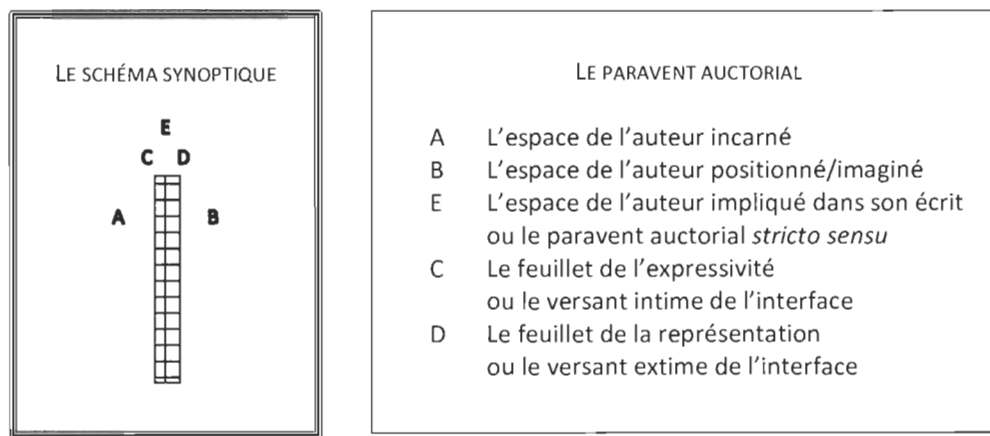 LE SCHÉMA SYNOPTIQUE
E
C D
A B
LE PARAVENT AUCTORIAL
A L'espace de l'auteur incarné
B L'espace de l'auteur positionné/imaginé
E L'espace de l'auteur impliqué dans son écrit
ou le paravent auctorial stricto sensu
C Le feuillet de l'expressivité
ou le versant intime de l'interface
D Le feuillet de la représentation
ou le versant extime de l'interface